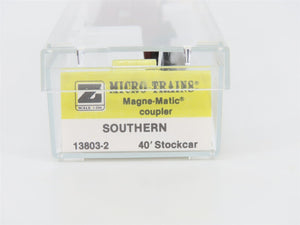 MICRO TRAINS®
Magne-Matic®
coupler
Z
SOUTHERN
13803-2 40' Stockcar